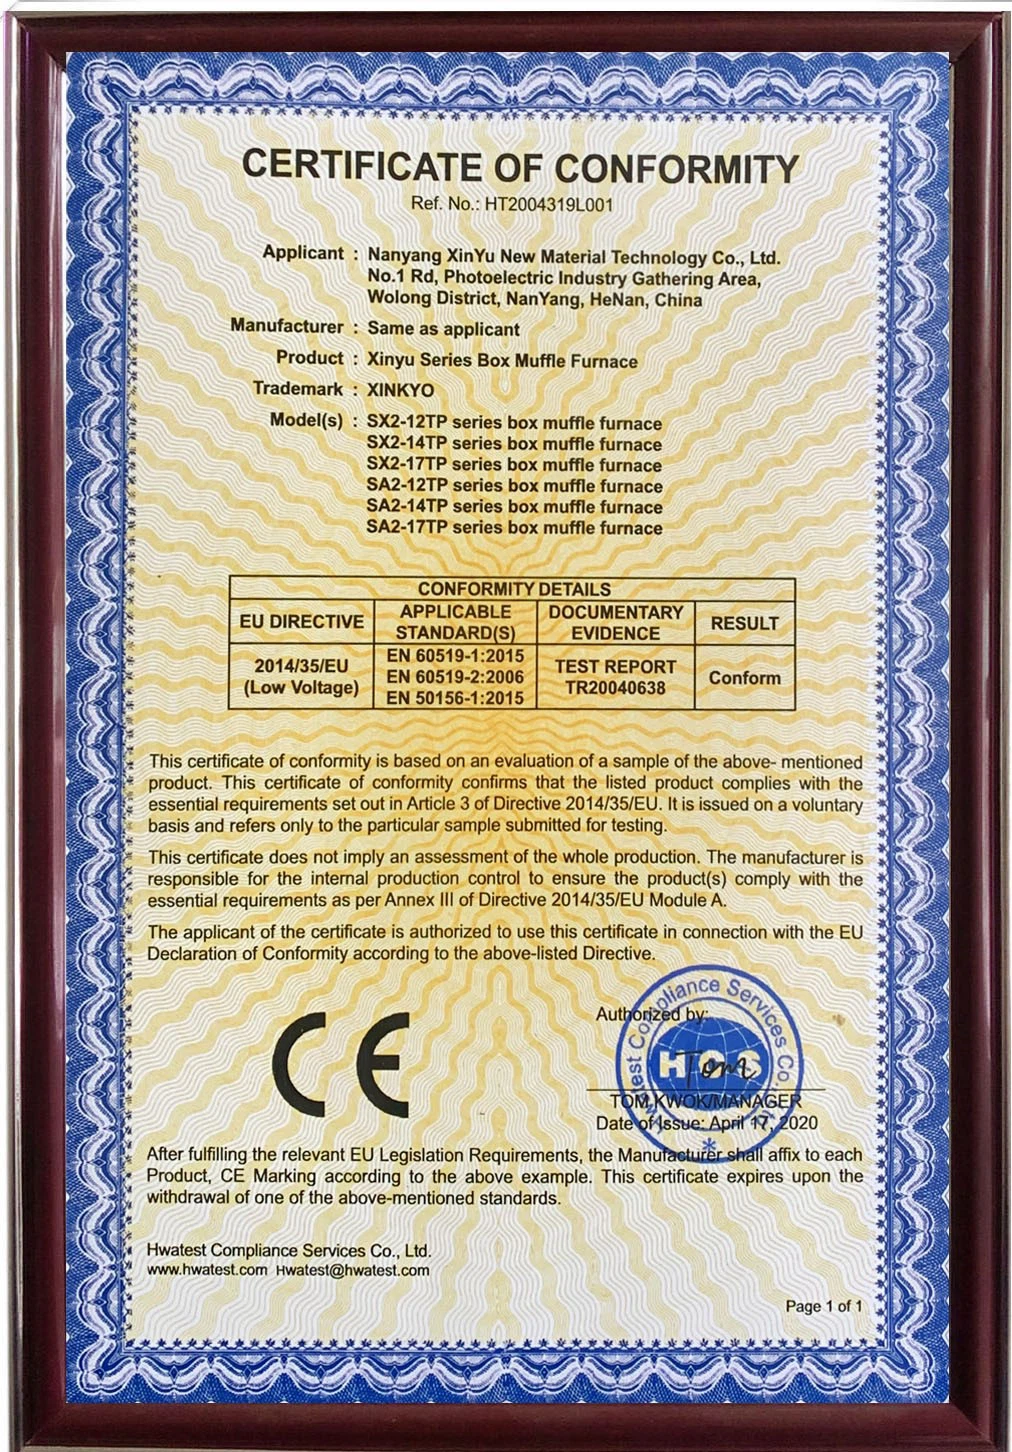 CERTIFICATE OF CONFORMITY
Ref. No.: HT2004319L001
Applicant : Nanyang XinYu New Material Technology Co., Ltd.
No.1 Rd, Photoelectric Industry Gathering Area,
Wolong District, NanYang, HeNan, China
Manufacturer : Same as applicant
Product : Xinyu Series Box Muffle Furnace
Trademark : XINKYO
Model(s) : SX2-12TP series box muffle furnace
SX2-14TP series box muffle furnace
SX2-17TP series box muffle furnace
SA2-12TP series box muffle furnace
SA2-14TP series box muffle furnace
SA2-17TP series box muffle furnace
CONFORMITY DETAILS
EU DIRECTIVE APPLICABLE STANDARD(S) DOCUMENTARY EVIDENCE RESULT
2014/35/EU (Low Voltage) EN 60519-1:2015 EN 60519-2:2006 EN 50156-1:2015 TEST REPORT TR20040638 Conform
This certificate of conformity is based on an evaluation of a sample of the above- mentioned
product. This certificate of conformity confirms that the listed product complies with the
essential requirements set out in Article 3 of Directive 2014/35/EU. It is issued on a voluntary
basis and refers only to the particular sample submitted for testing.
This certificate does not imply an assessment of the whole production. The manufacturer is
responsible for the internal production control to ensure the product(s) comply with the
essential requirements as per Annex III of Directive 2014/35/EU Module A.
The applicant of the certificate is authorized to use this certificate in connection with the EU
Declaration of Conformity according to the above-listed Directive.
CE
Authorized by:
Compliance Services Co.
HCS
Tom
TOM KWOK/MANAGER
Date of Issue: April 17, 2020
After fulfilling the relevant EU Legislation Requirements, the Manufacturer shall affix to each
Product, CE Marking according to the above example. This certificate expires upon the
withdrawal of one of the above-mentioned standards.
Hwatest Compliance Services Co., Ltd.
www.hwatest.com Hwatest@hwatest.com
Page 1 of 1